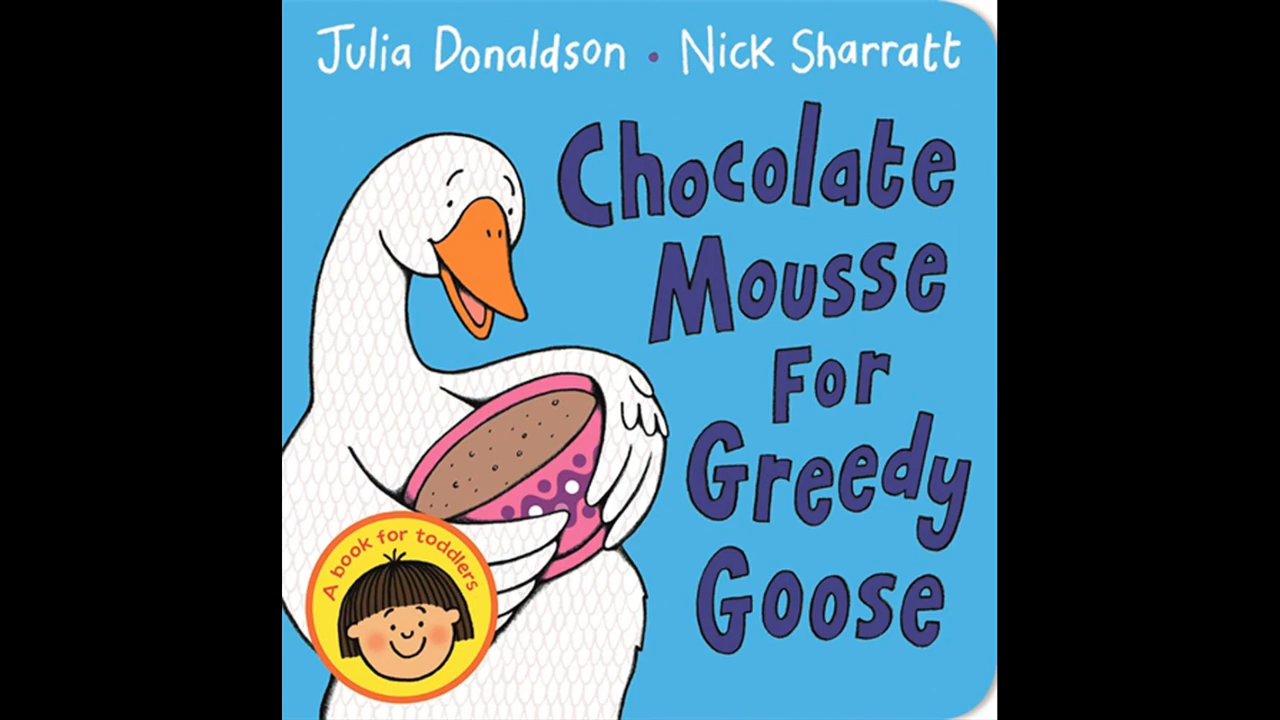 Julia Donaldson • Nick Sharratt
Chocolate
Mousse
For
Greedy
Goose
A book for toddlers